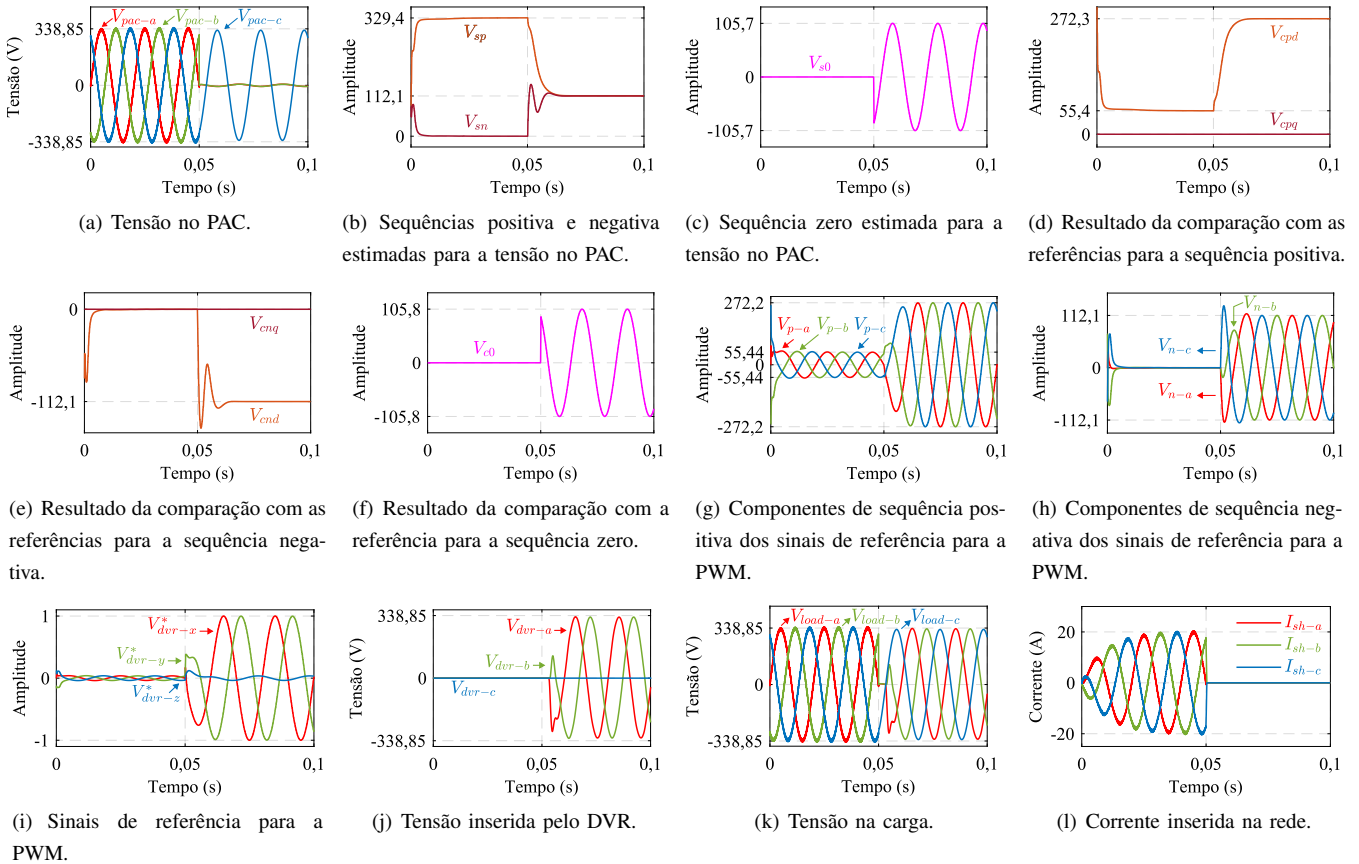 V_pac-a V_pac-b V_pac-c
338,85
0
-338,85
Tensão (V)
0 0,05 0,1
Tempo (s)
(a) Tensão no PAC.
329,4
V_sp
112,1
V_sn
0
Amplitude
0 0,05 0,1
Tempo (s)
(b) Sequências positiva e negativa
estimadas para a tensão no PAC.
105,7
V_s0
0
-105,7
Amplitude
0 0,05 0,1
Tempo (s)
(c) Sequência zero estimada para a
tensão no PAC.
272,3
V_cpd
55,4
V_cpq
0
Amplitude
0 0,05 0,1
Tempo (s)
(d) Resultado da comparação com as
referências para a sequência positiva.
0
V_cnq
-112,1
V_cnd
Amplitude
0 0,05 0,1
Tempo (s)
(e) Resultado da comparação com as
referências para a sequência nega-
tiva.
105,8
V_c0
0
-105,8
Amplitude
0 0,05 0,1
Tempo (s)
(f) Resultado da comparação com a
referência para a sequência zero.
272,2
V_p-a V_p-b V_p-c
55,44
-55,44
-272,2
Amplitude
0 0,05 0,1
Tempo (s)
(g) Componentes de sequência pos-
itiva dos sinais de referência para a
PWM.
V_n-b
112,1
V_n-c
0
V_n-a
-112,1
Amplitude
0 0,05 0,1
Tempo (s)
(h) Componentes de sequência neg-
ativa dos sinais de referência para a
PWM.
1
V*_dvr-x
V*_dvr-y
0
V*_dvr-z
-1
Amplitude
0 0,05 0,1
Tempo (s)
(i) Sinais de referência para a
PWM.
338,85
V_dvr-a
V_dvr-b
0
V_dvr-c
-338,85
Tensão (V)
0 0,05 0,1
Tempo (s)
(j) Tensão inserida pelo DVR.
V_load-a V_load-b V_load-c
338,85
0
-338,85
Tensão (V)
0 0,05 0,1
Tempo (s)
(k) Tensão na carga.
20
I_sh-a
I_sh-b
I_sh-c
0
-20
Corrente (A)
0 0,05 0,1
Tempo (s)
(l) Corrente inserida na rede.